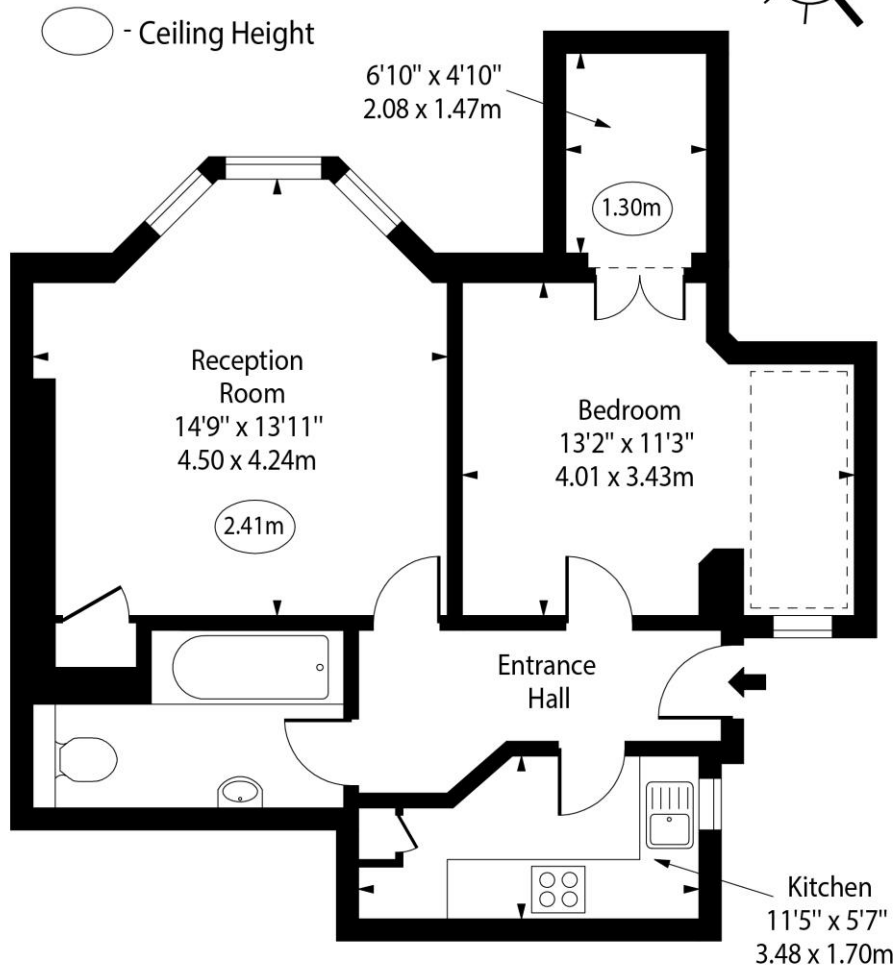 - Ceiling Height
6'10" x 4'10"
2.08 x 1.47m
1.30m
Reception
Room
14'9" x 13'11"
4.50 x 4.24m
2.41m
Bedroom
13'2" x 11'3"
4.01 x 3.43m
Entrance
Hall
Kitchen
11'5" x 5'7"
3.48 x 1.70m